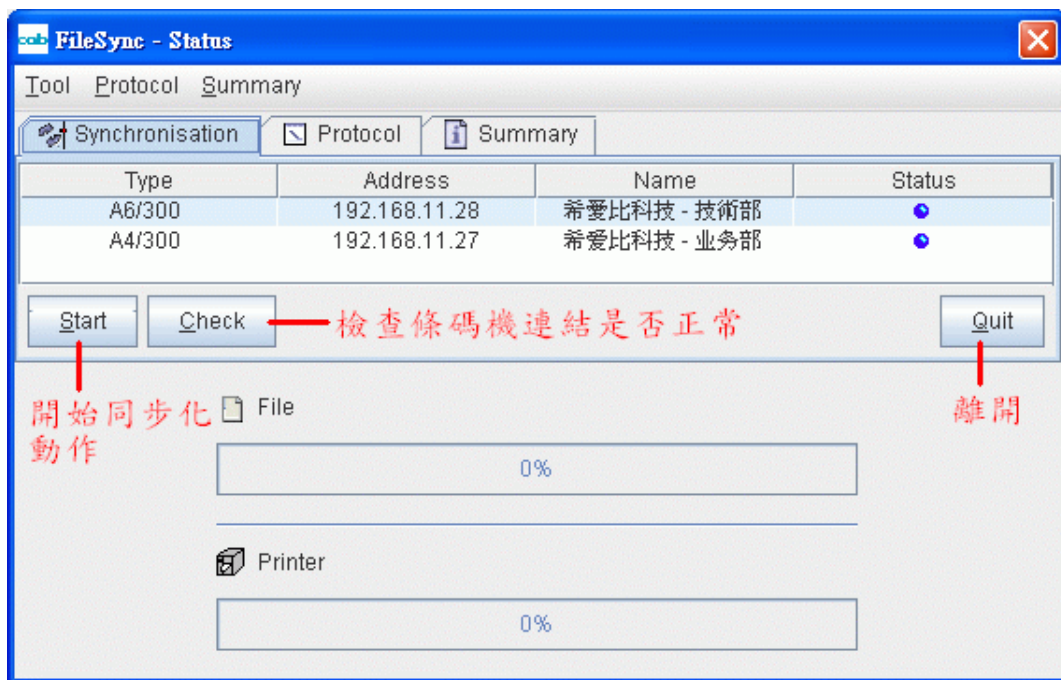 cab FileSync - Status
Tool Protocol Summary
Synchronisation Protocol Summary
Type Address Name Status
A6/300 192.168.11.28 希愛比科技 - 技術部
A4/300 192.168.11.27 希愛比科技 - 业务部
Start Check 檢查條碼機連結是否正常 Quit
開始同步化
動作
File
離開
0%
Printer
0%